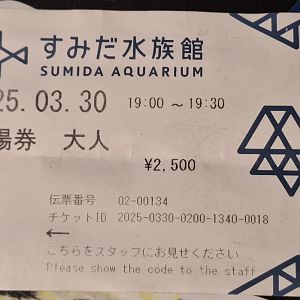 すみだ水族館
SUMIDA AQUARIUM
25.03.30 19:00 ～ 19:30
場券 大人
¥2,500
伝票番号 02-00134
チケットID 2025-0330-0200-1340-0018
←
こちらをスタッフにお見せください
Please show the code to the staff